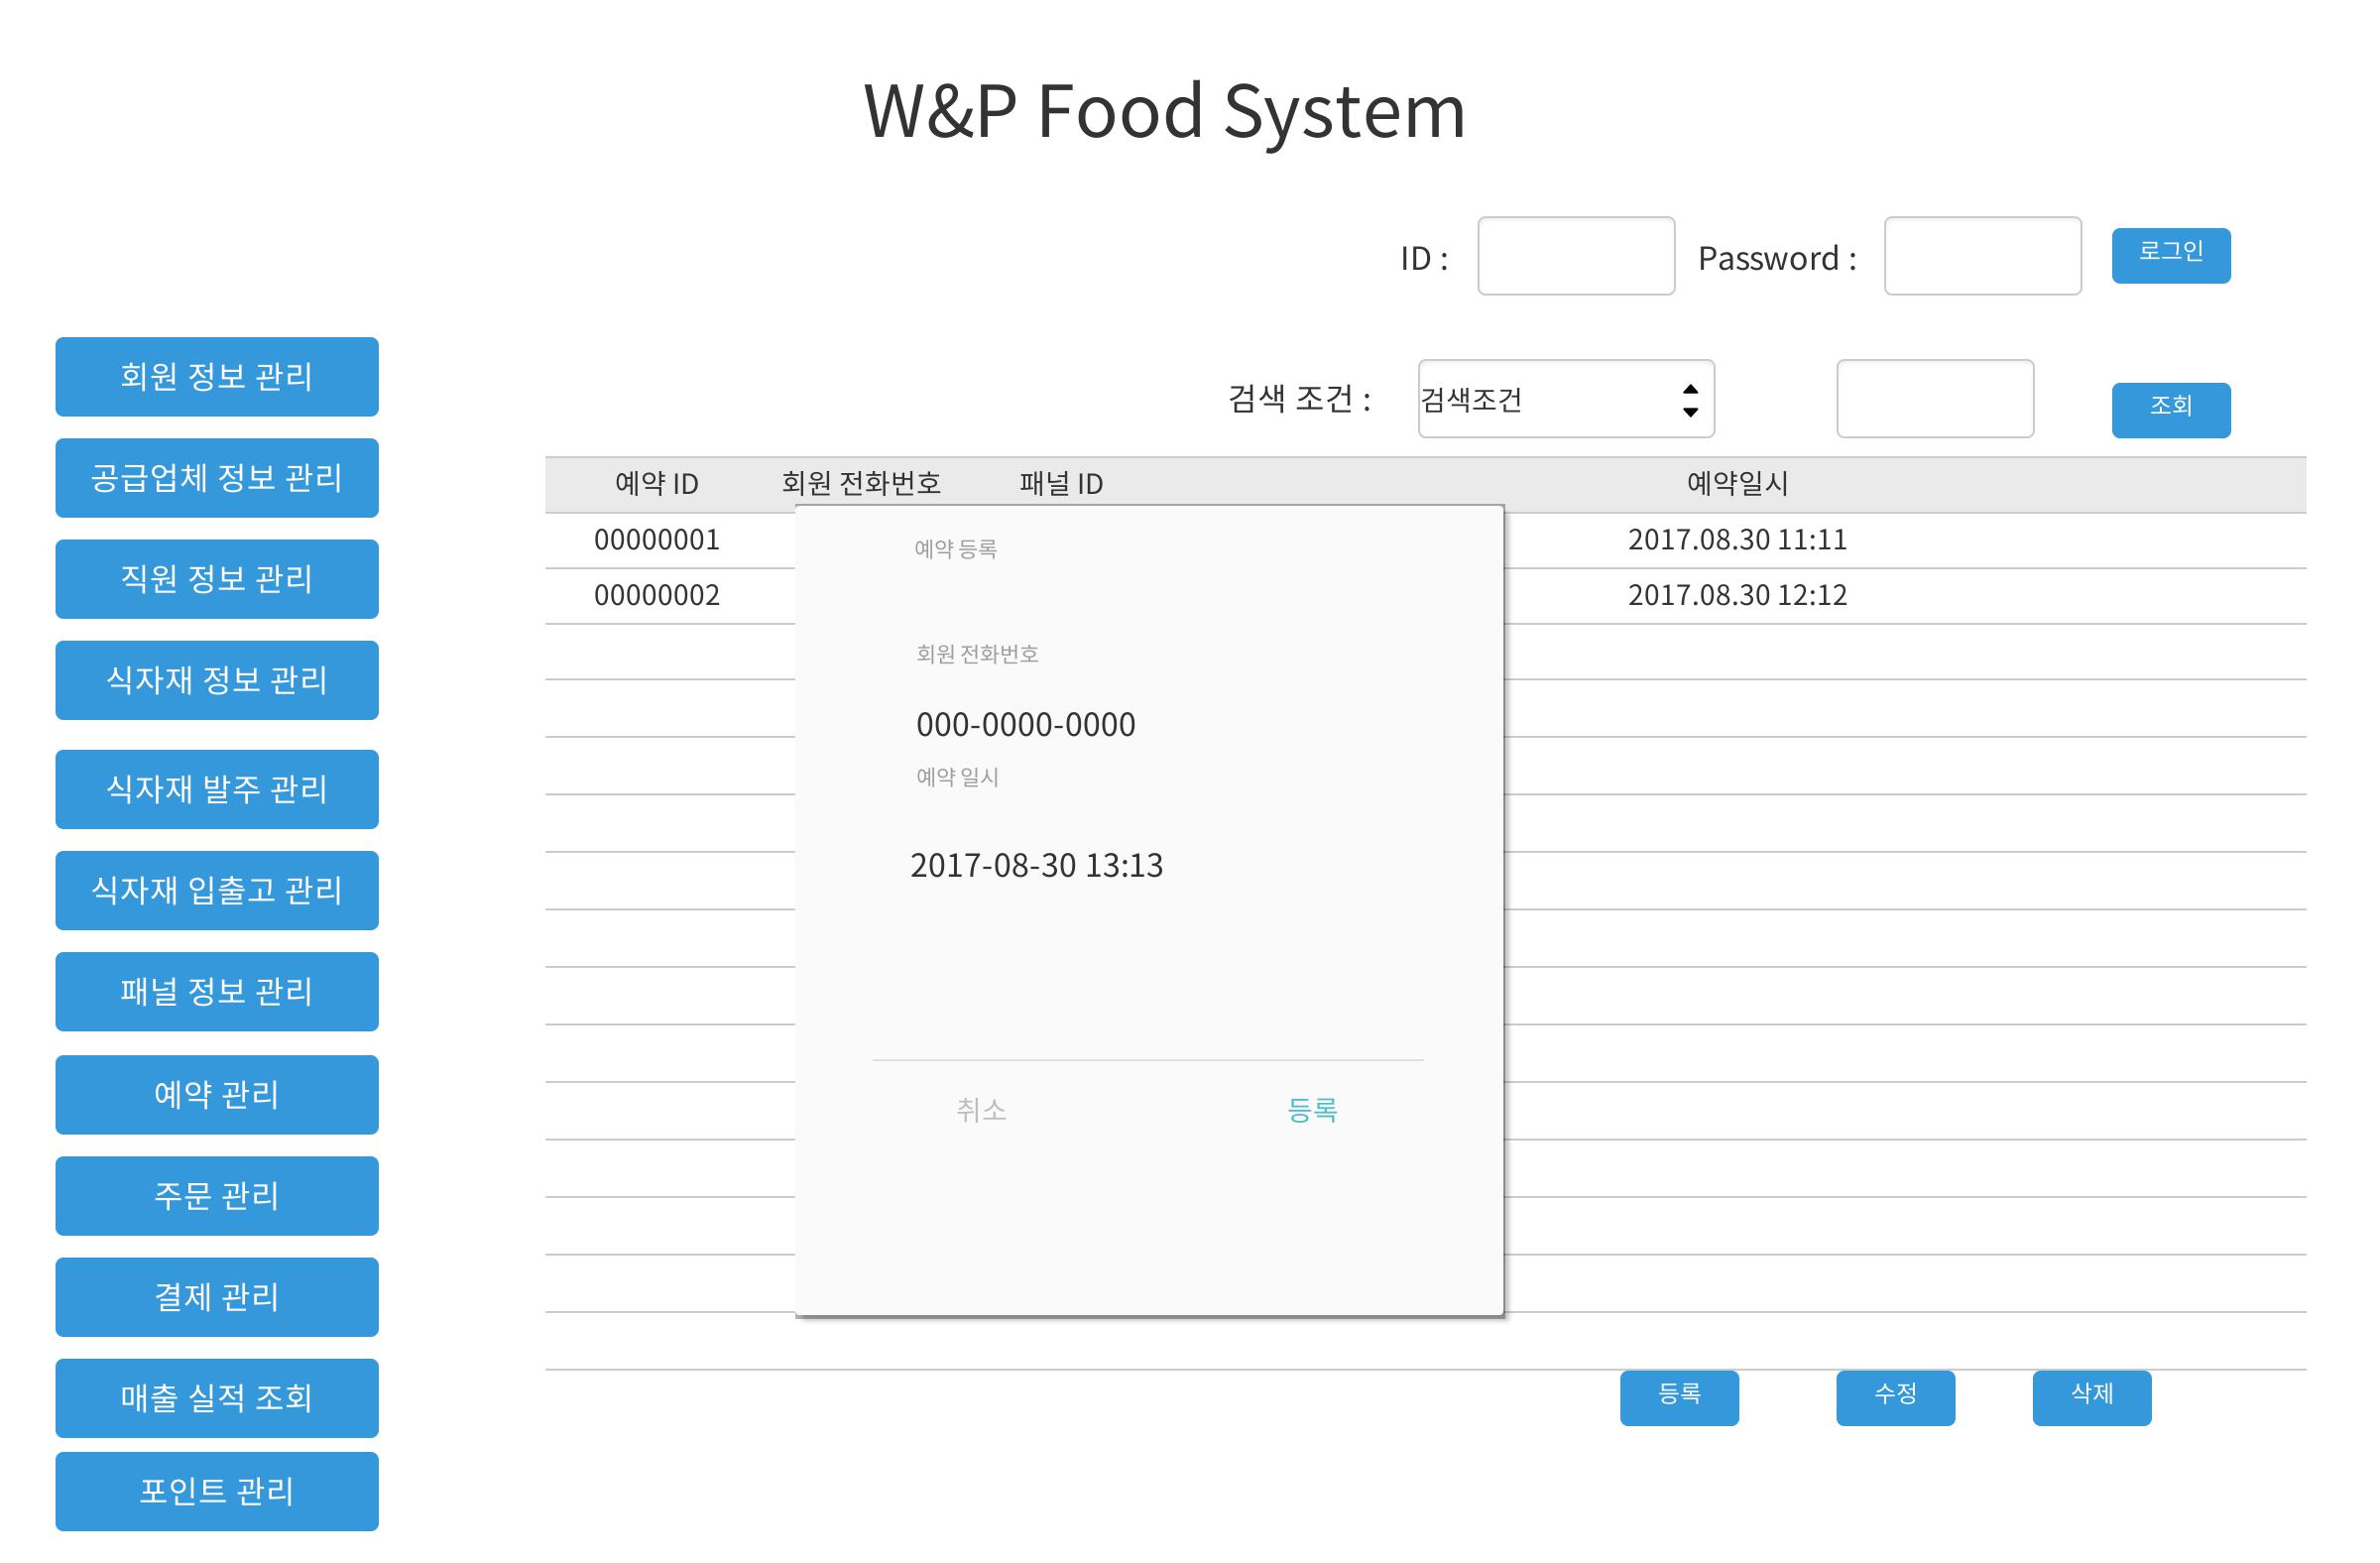 W&P Food System
ID :
Password :
로그인
검색 조건 :
검색조건
조회
회원 정보 관리
공급업체 정보 관리
직원 정보 관리
식자재 정보 관리
식자재 발주 관리
식자재 입출고 관리
패널 정보 관리
예약 관리
주문 관리
결제 관리
매출 실적 조회
포인트 관리
예약 ID 회원 전화번호 패널 ID 예약일시
00000001 2017.08.30 11:11
00000002 2017.08.30 12:12
예약 등록
회원 전화번호
000-0000-0000
예약 일시
2017-08-30 13:13
취소 등록
등록 수정 삭제